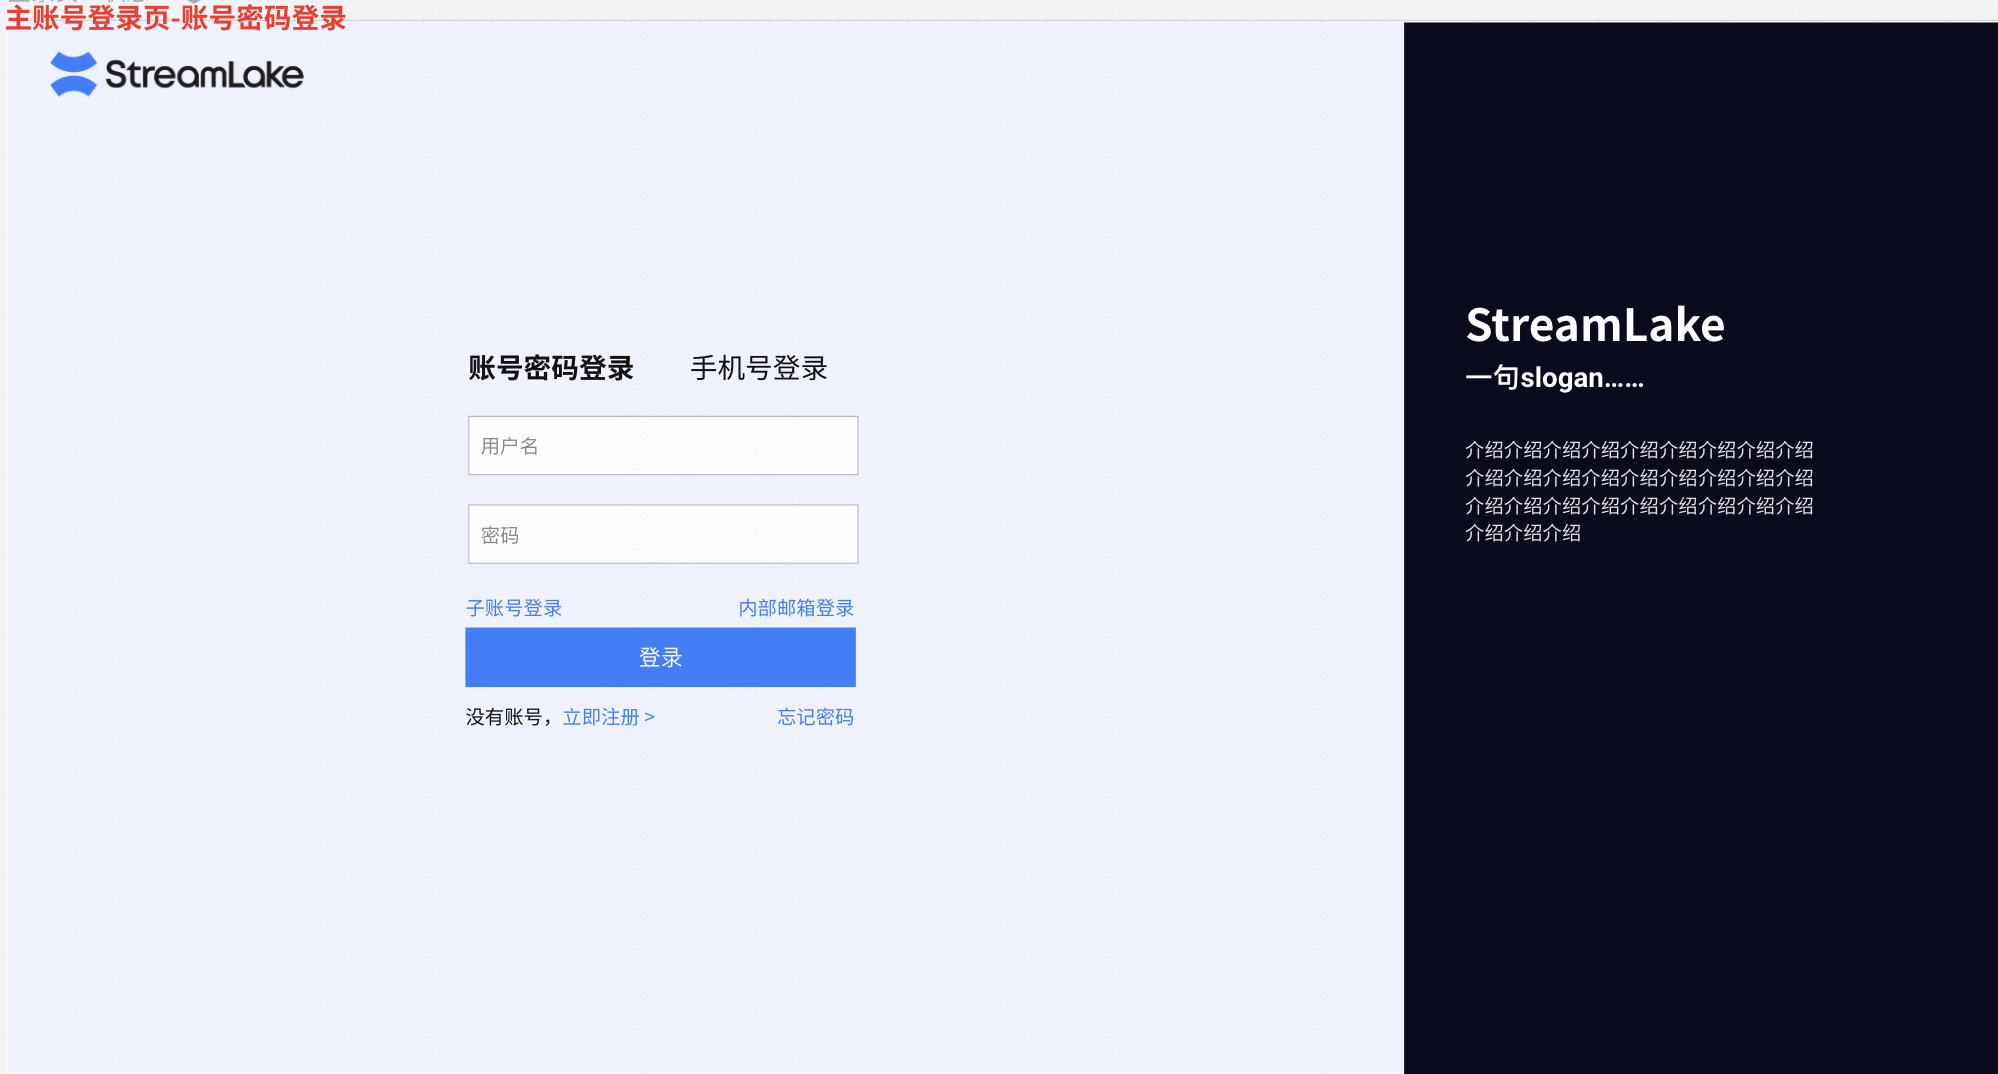 主账号登录页-账号密码登录
StreamLake
账号密码登录
手机号登录
用户名
密码
子账号登录
内部邮箱登录
登录
没有账号，立即注册 >
忘记密码
StreamLake
一句slogan……
介绍介绍介绍介绍介绍介绍介绍介绍介绍
介绍介绍介绍介绍介绍介绍介绍介绍介绍
介绍介绍介绍介绍介绍介绍介绍介绍介绍
介绍介绍介绍